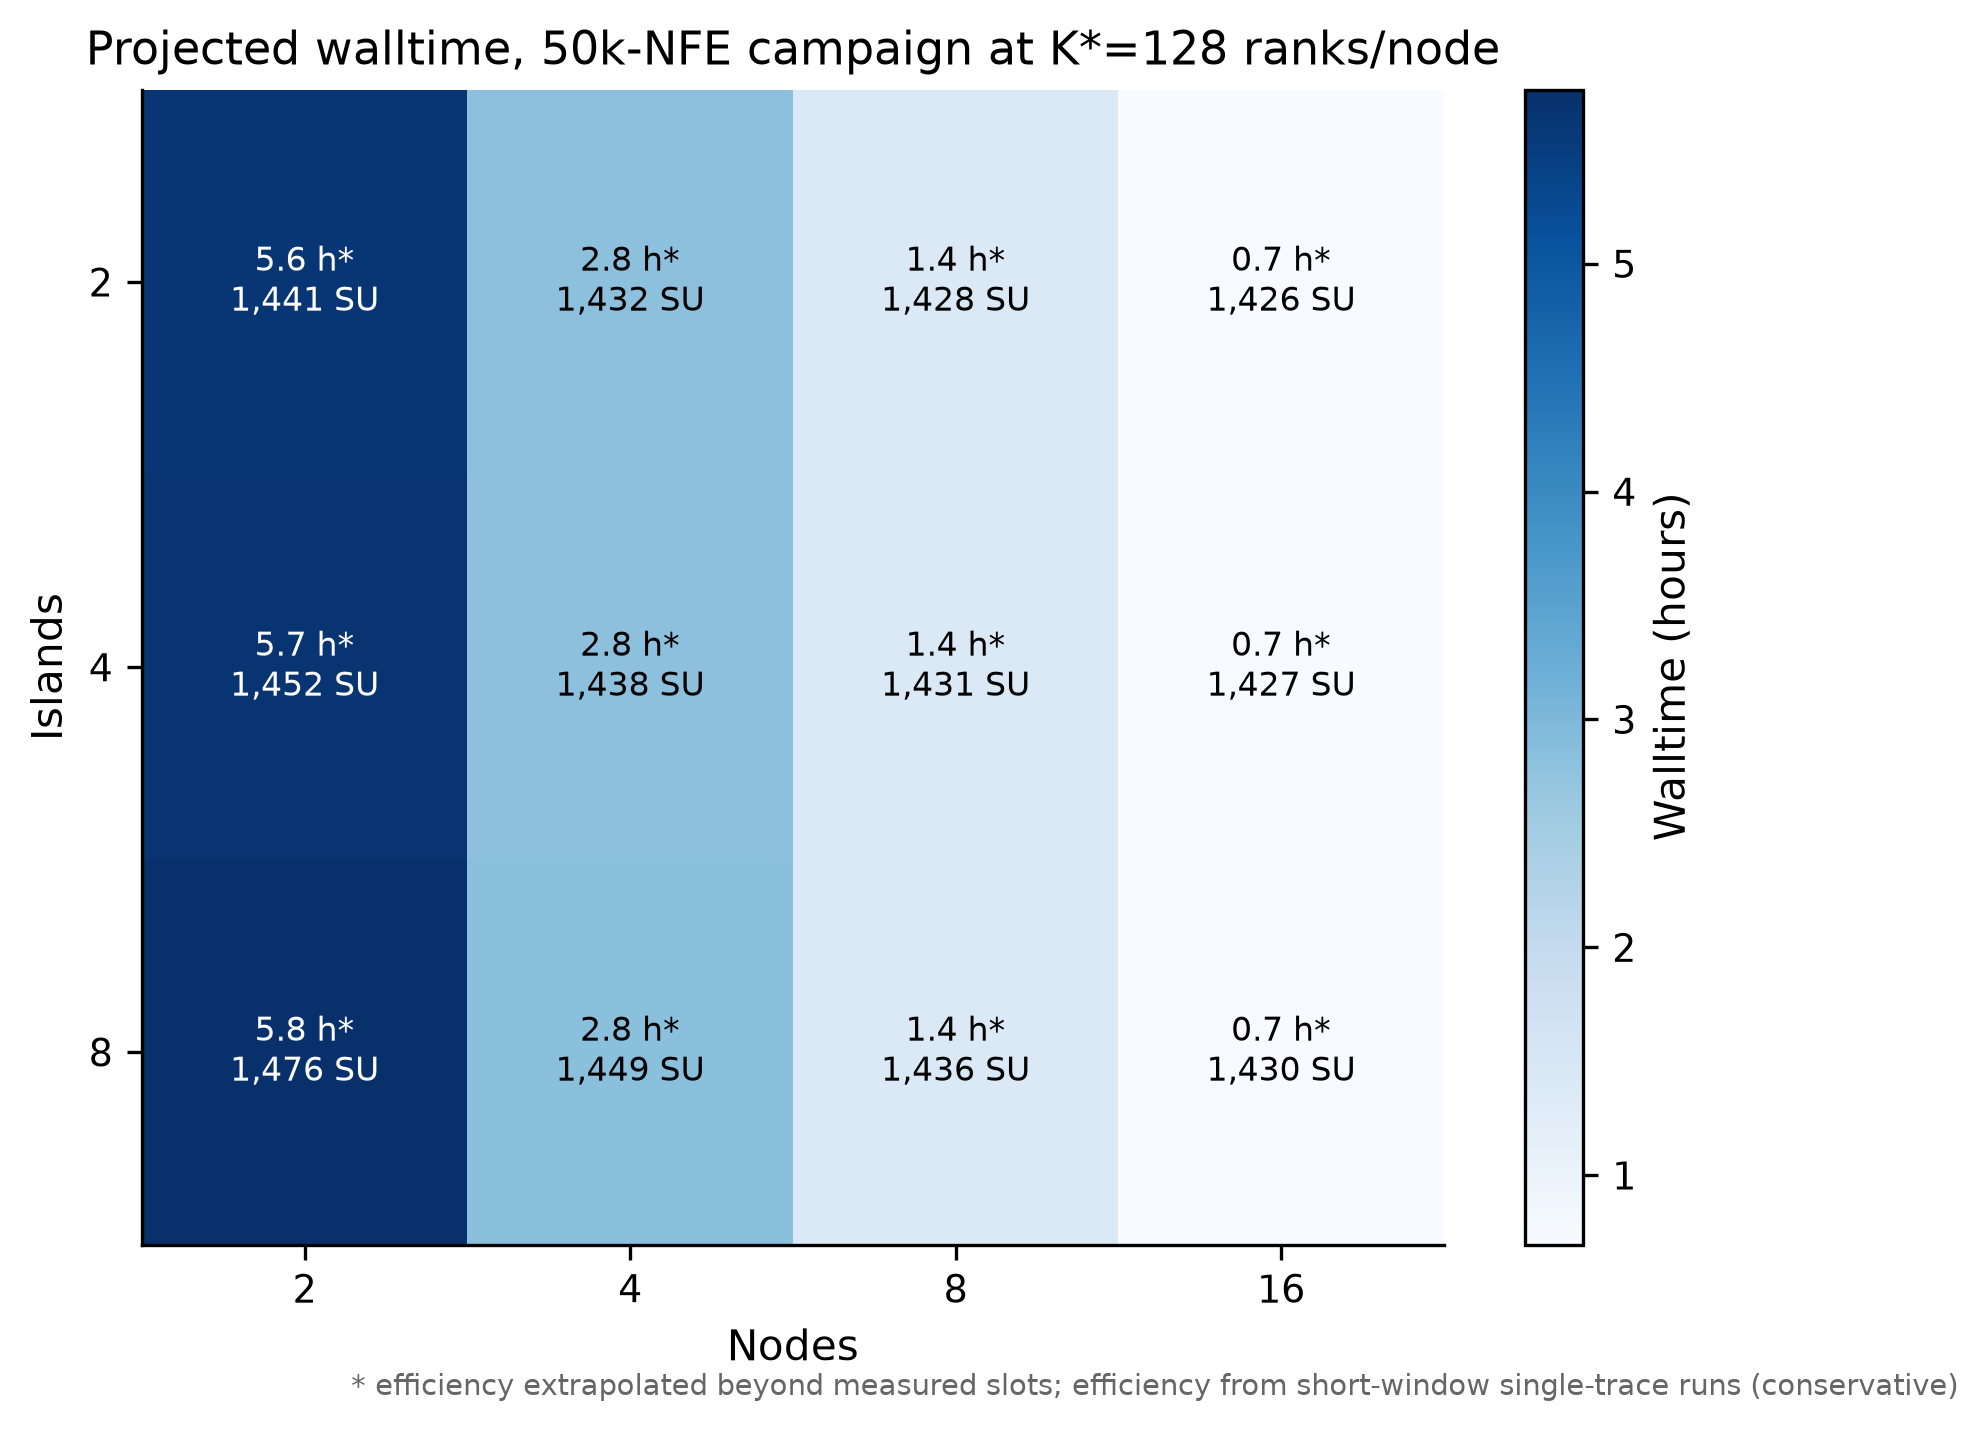 Projected walltime, 50k-NFE campaign at K*=128 ranks/node
2
5.6 h*
1,441 SU
2.8 h*
1,432 SU
1.4 h*
1,428 SU
0.7 h*
1,426 SU
4
5.7 h*
1,452 SU
2.8 h*
1,438 SU
1.4 h*
1,431 SU
0.7 h*
1,427 SU
8
5.8 h*
1,476 SU
2.8 h*
1,449 SU
1.4 h*
1,436 SU
0.7 h*
1,430 SU
Islands
2
4
8
16
Nodes
5
4
3
2
1
Walltime (hours)
* efficiency extrapolated beyond measured slots; efficiency from short-window single-trace runs (conservative)